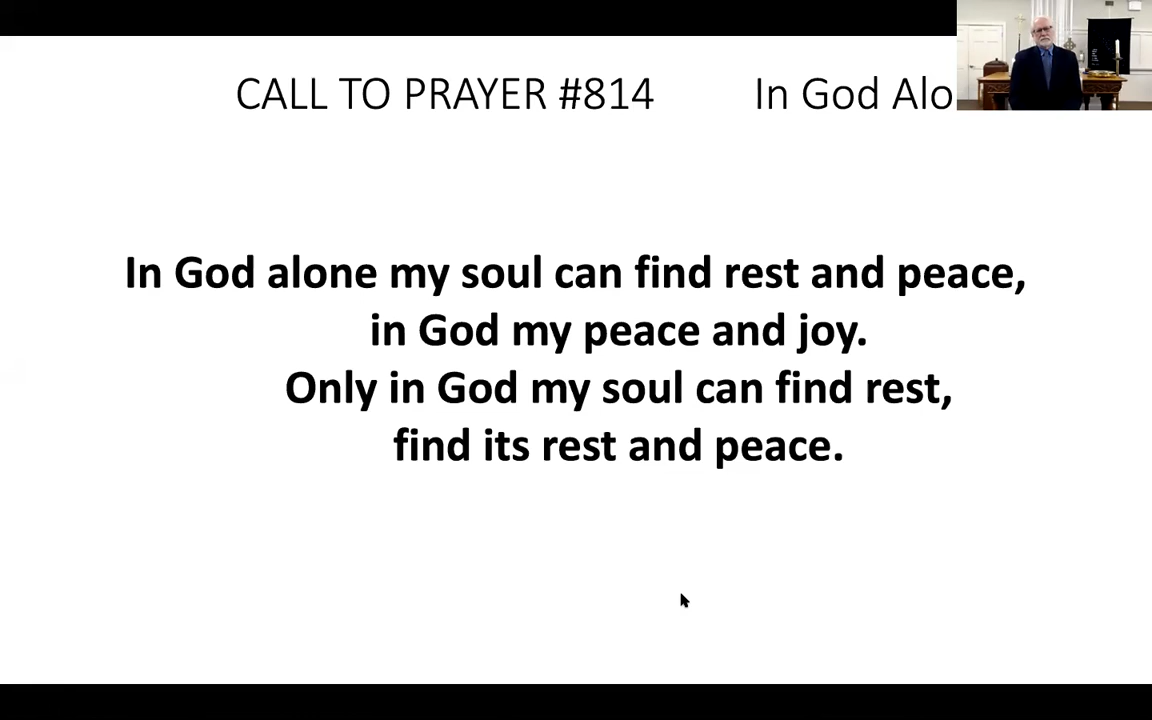 CALL TO PRAYER #814 In God Alo
In God alone my soul can find rest and peace,
in God my peace and joy.
Only in God my soul can find rest,
find its rest and peace.